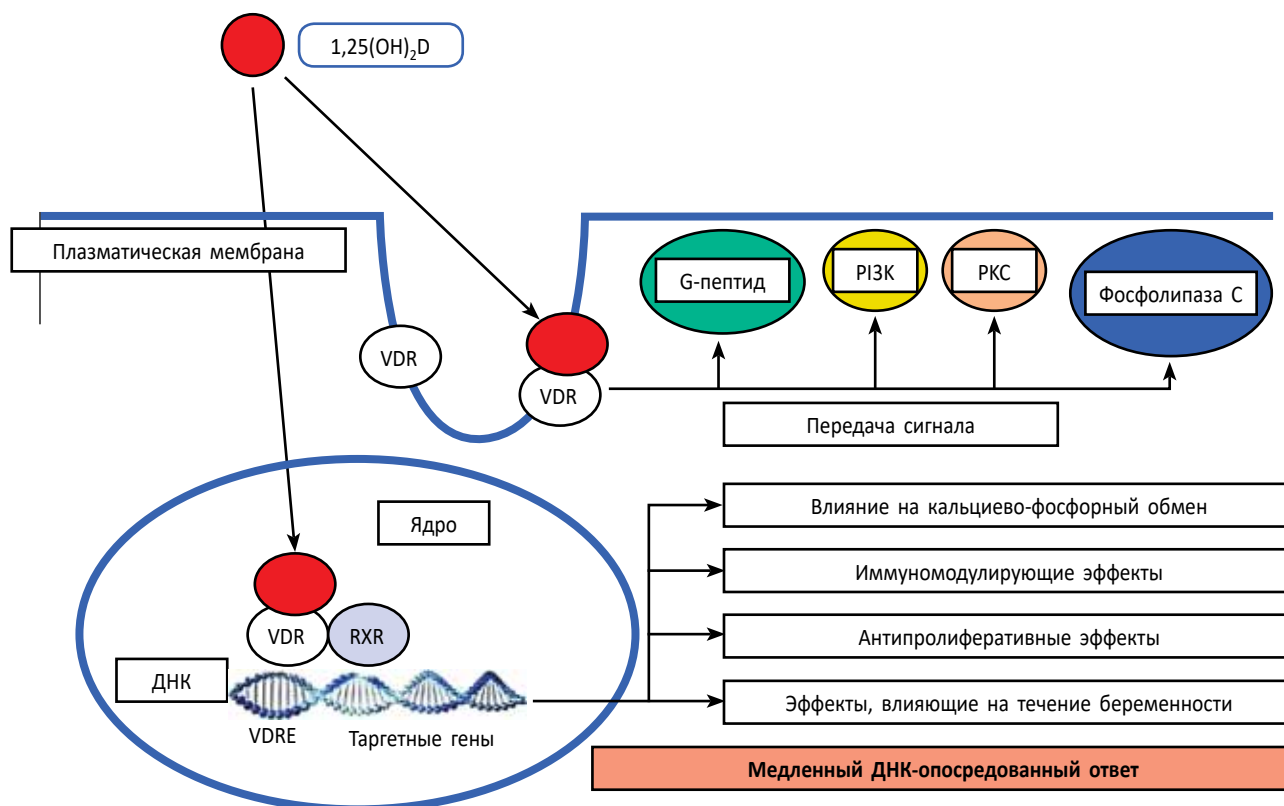 1,25(OH)₂D
Плазматическая мембрана
G-пептид
PI3K
PKC
Фосфолипаза C
VDR
VDR
Передача сигнала
Ядро
VDR
RXR
ДНК
VDRE
Таргетные гены
Влияние на кальциево-фосфорный обмен
Иммуномодулирующие эффекты
Антипролиферативные эффекты
Эффекты, влияющие на течение беременности
Медленный ДНК-опосредованный ответ